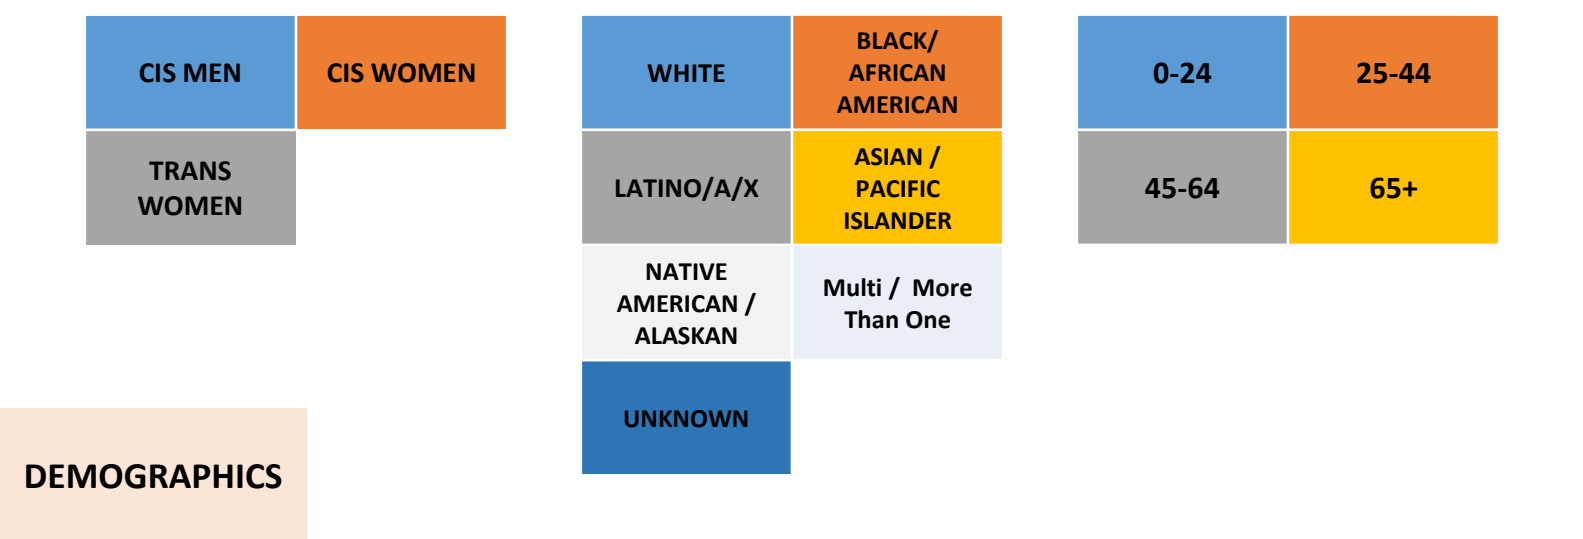 CIS MEN
CIS WOMEN
TRANS
WOMEN
WHITE
BLACK/
AFRICAN
AMERICAN
LATINO/A/X
ASIAN /
PACIFIC
ISLANDER
NATIVE
AMERICAN /
ALASKAN
Multi / More
Than One
UNKNOWN
0-24
25-44
45-64
65+
DEMOGRAPHICS